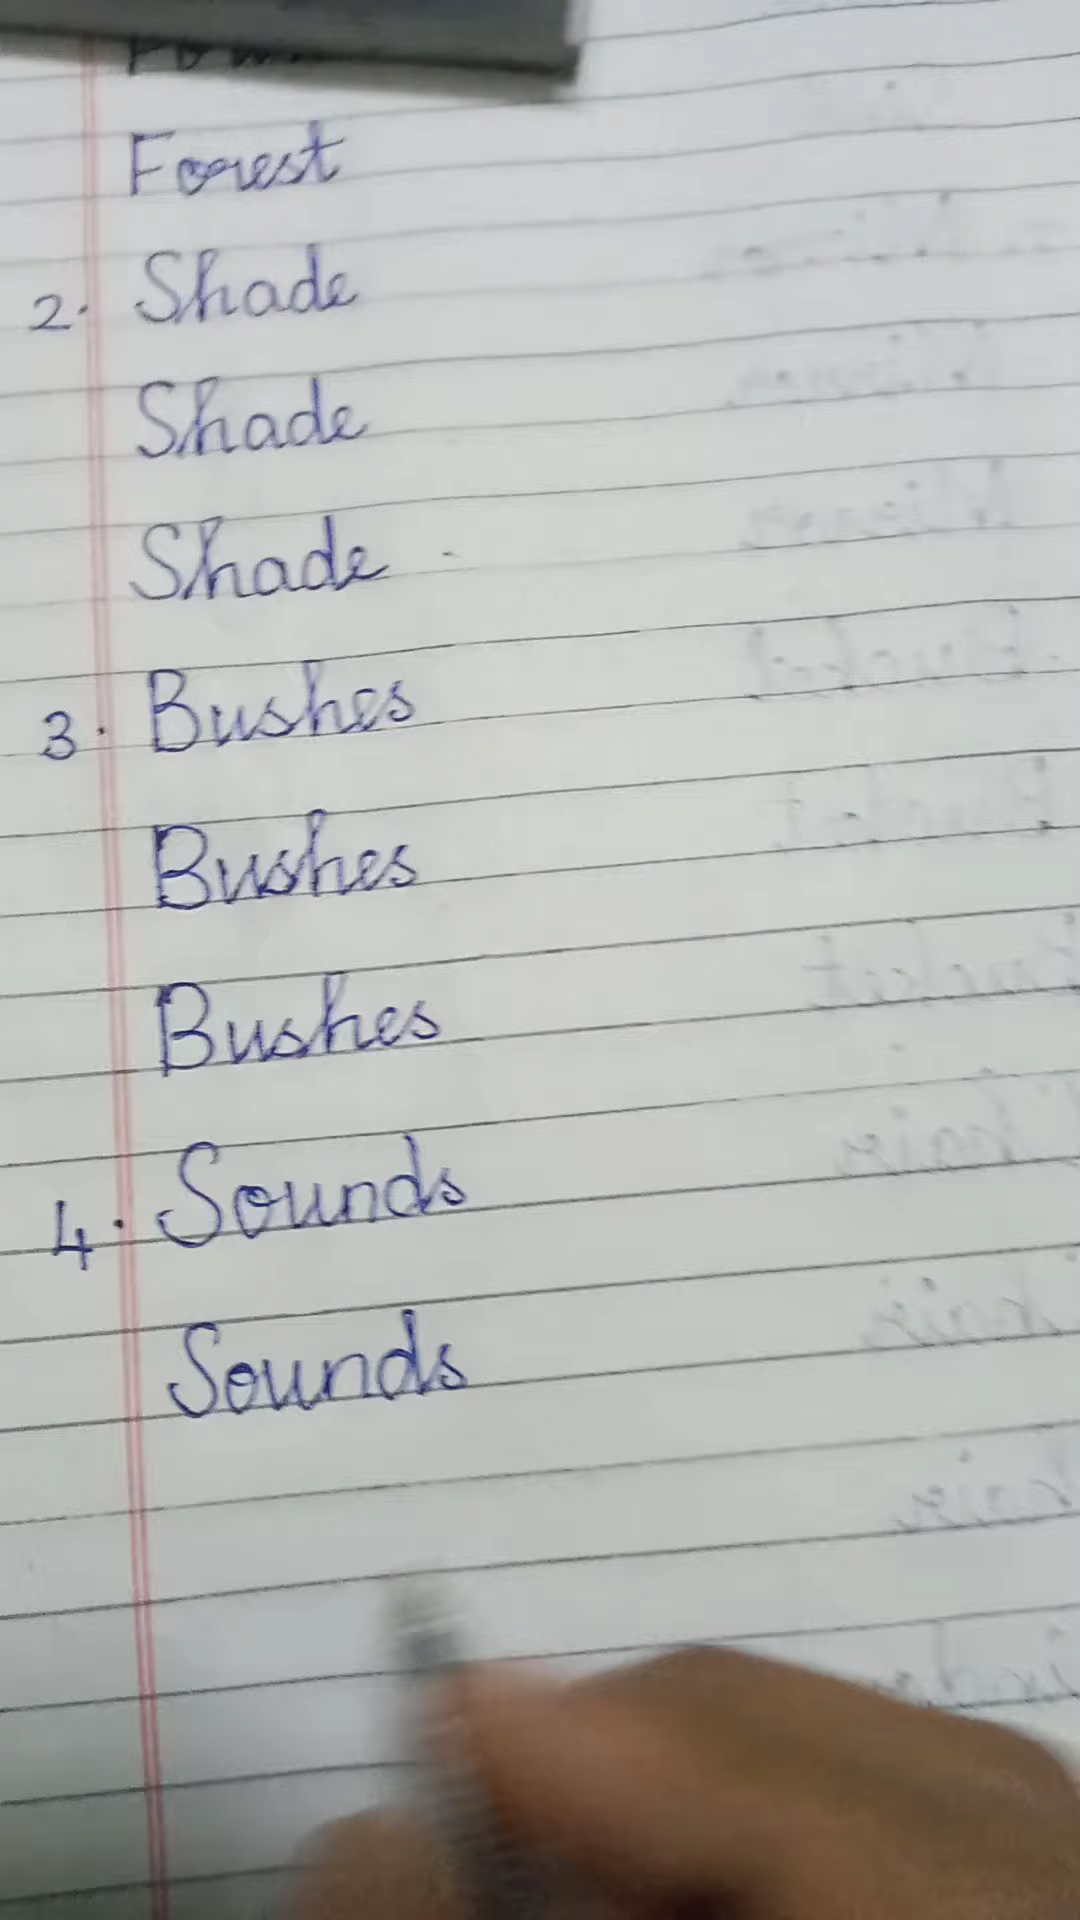 Forest
2. Shade
Shade
Shade
3. Bushes
Bushes
Bushes
4. Sounds
Sounds